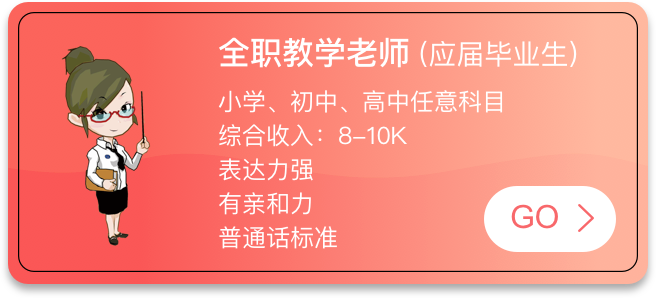 全职教学老师 (应届毕业生)
小学、初中、高中任意科目
综合收入：8-10K
表达力强
有亲和力
普通话标准
GO